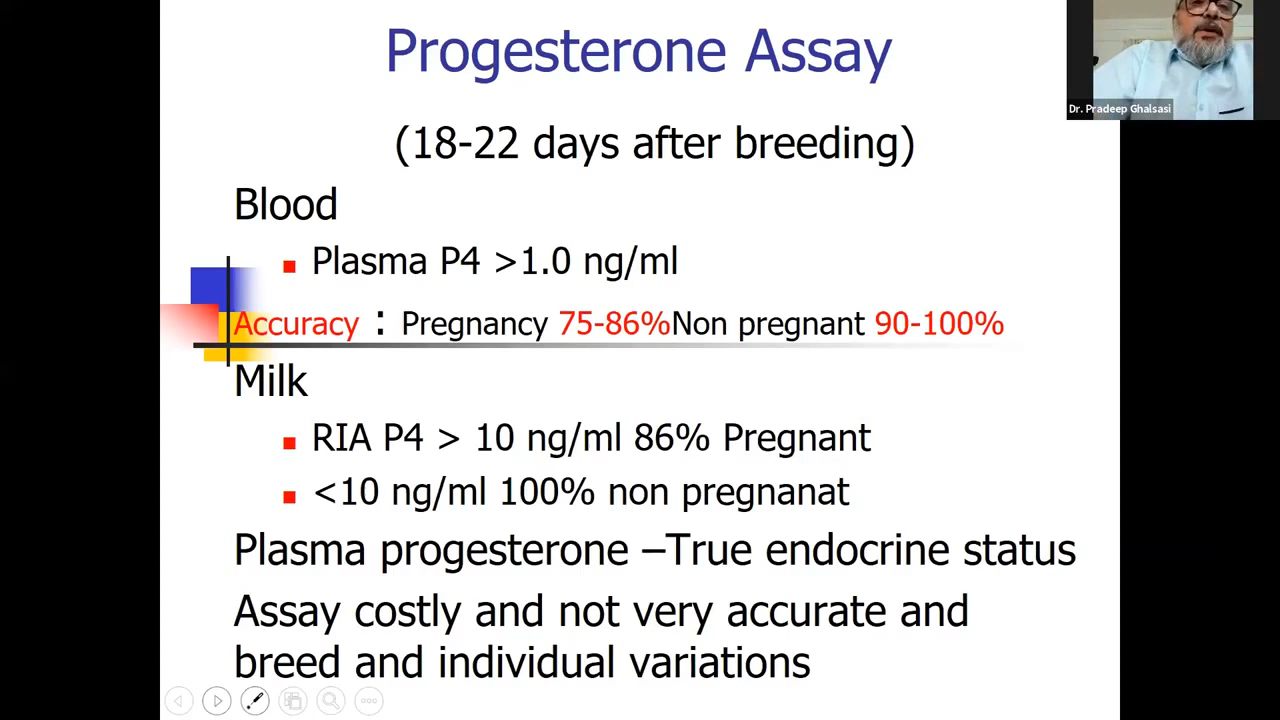 Progesterone Assay
Dr. Pradeep Ghalsasi
(18-22 days after breeding)
Blood
Plasma P4 >1.0 ng/ml
Accuracy : Pregnancy 75-86%Non pregnant 90-100%
Milk
RIA P4 > 10 ng/ml 86% Pregnant
<10 ng/ml 100% non pregnanat
Plasma progesterone –True endocrine status
Assay costly and not very accurate and
breed and individual variations